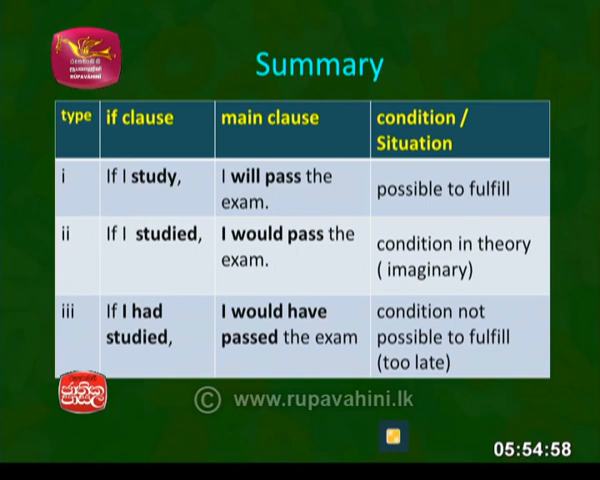 RUPAVAHINI
Summary
type if clause main clause condition /
Situation
i If I study, I will pass the
exam.
possible to fulfill
ii If I studied, I would pass the
exam.
condition in theory
( imaginary)
iii If I had
studied,
I would have
passed the exam
condition not
possible to fulfill
(too late)
© www.rupavahini.lk
05:54:58